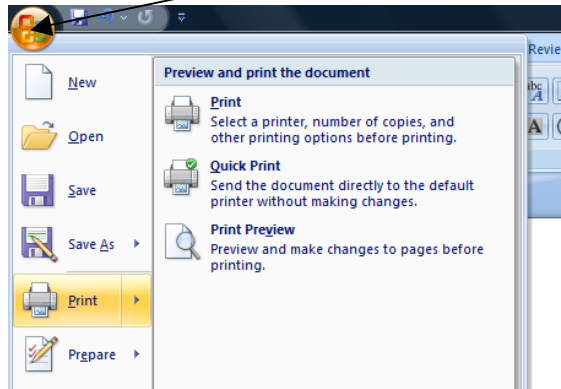 Revie
New
Open
Save
Save As
Print
Prepare
Preview and print the document
Print
Select a printer, number of copies, and
other printing options before printing.
Quick Print
Send the document directly to the default
printer without making changes.
Print Preview
Preview and make changes to pages before
printing.
abc
A
A